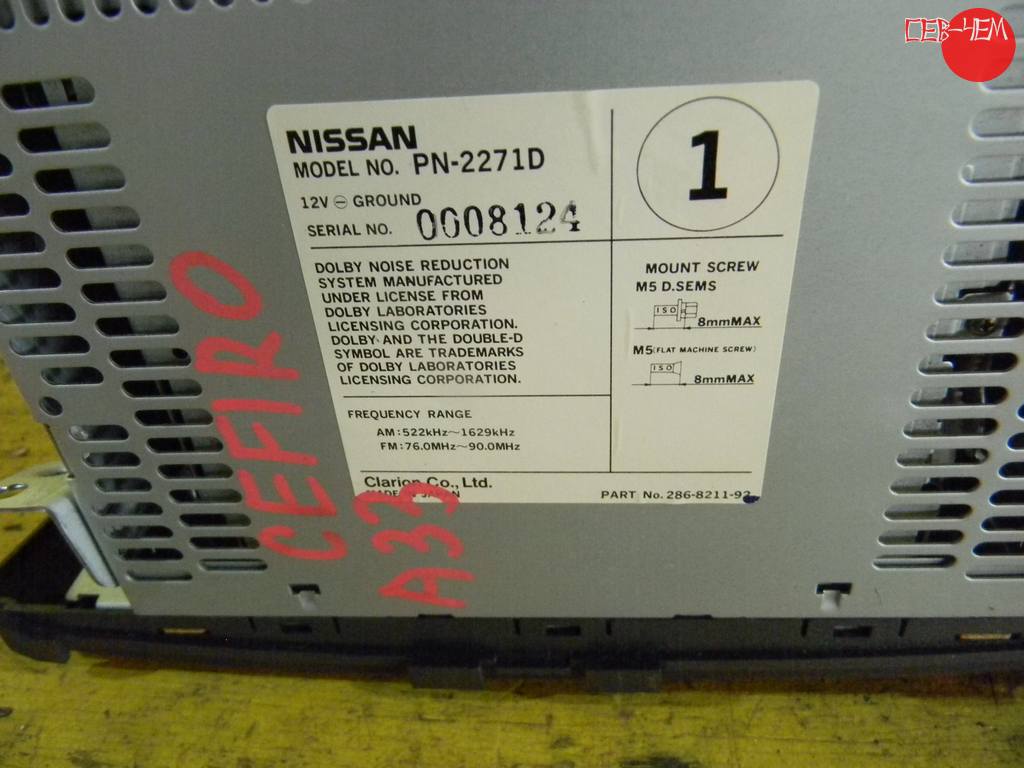 СЕВ-ЧЕМ
NISSAN
MODEL NO. PN-2271D
12V ⊖ GROUND
SERIAL NO. 0008124
1
DOLBY NOISE REDUCTION
SYSTEM MANUFACTURED
UNDER LICENSE FROM
DOLBY LABORATORIES
LICENSING CORPORATION.
DOLBY AND THE DOUBLE-D
SYMBOL ARE TRADEMARKS
OF DOLBY LABORATORIES
LICENSING CORPORATION.
MOUNT SCREW
M5 D.SEMS
ISO
8mmMAX
M5(FLAT MACHINE SCREW)
ISO
8mmMAX
FREQUENCY RANGE
AM:522kHz~1629kHz
FM:76.0MHz~90.0MHz
Clarion Co., Ltd.
MADE IN JAPAN
PART No. 286-8211-92
CEFIRO
A33